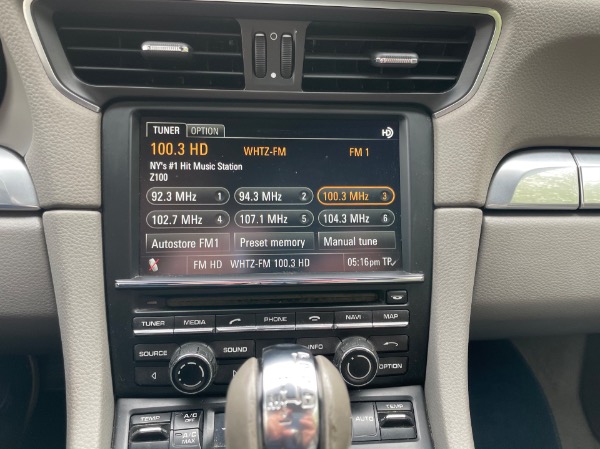 TUNER OPTION HD
100.3 HD WHTZ-FM FM 1
NY's #1 Hit Music Station
Z100
92.3 MHz 1 94.3 MHz 2 100.3 MHz 3
102.7 MHz 4 107.1 MHz 5 104.3 MHz 6
Autostore FM1 Preset memory Manual tune
FM HD WHTZ-FM 100.3 HD 05:16pm TP
TUNER MEDIA PHONE NAVI MAP
SOURCE SOUND INFO
OPTION
TEMP A/C TEMP
A/C MAX AUTO